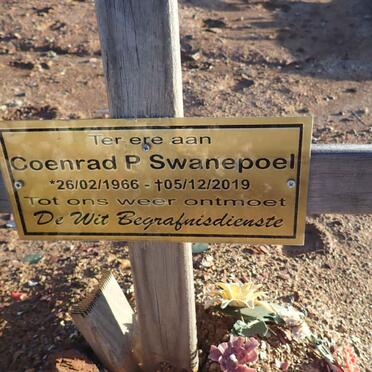 Ter ere aan
Coenrad P Swanepoel
*26/02/1966 - †05/12/2019
Tot ons weer ontmoet
De Wit Begrafnisdienste